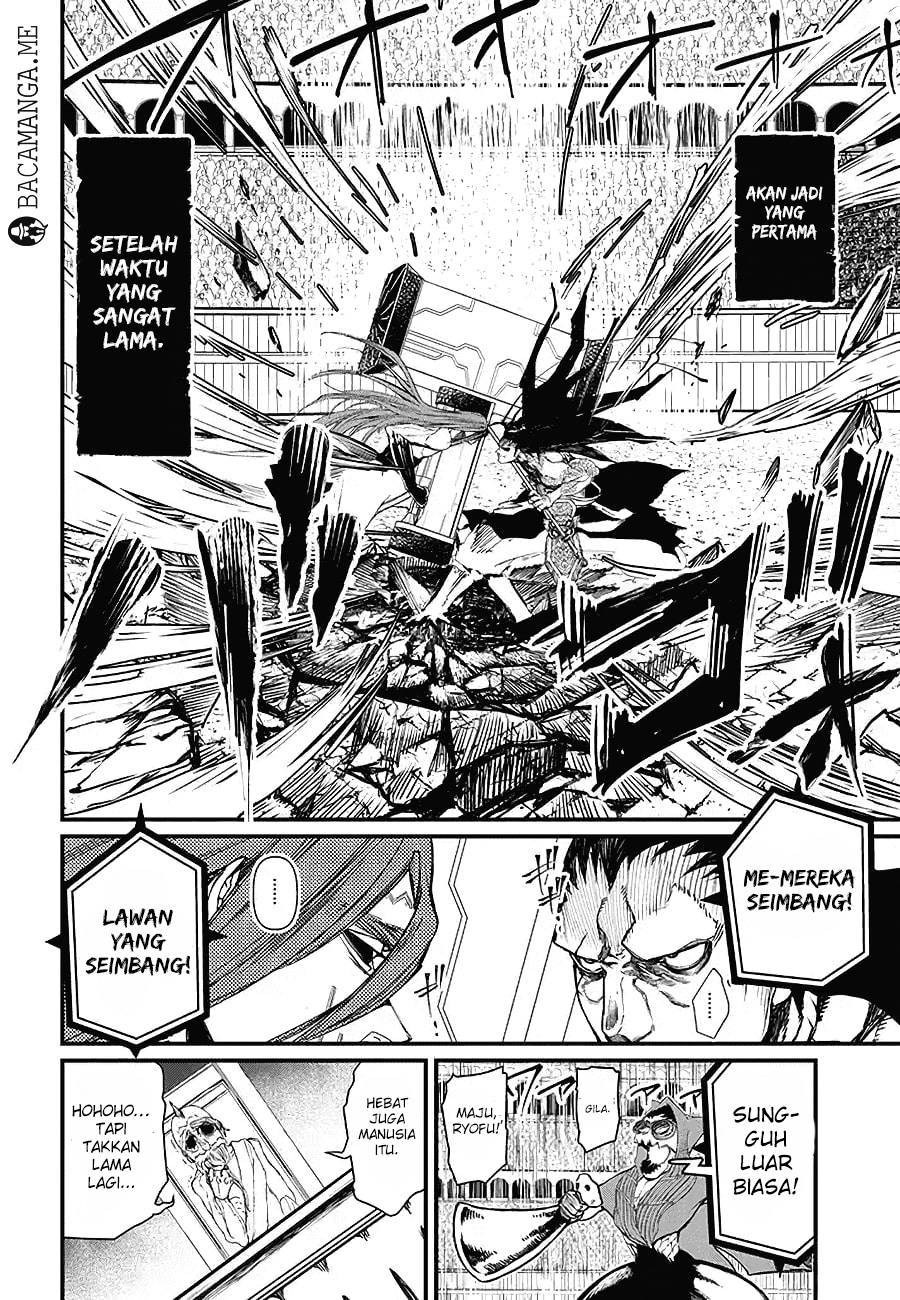 BACAMANGA.ME
AKAN JADI
YANG
PERTAMA
SETELAH
WAKTU
YANG
SANGAT
LAMA.
ME-MEREKA
SEIMBANG!
......
......
LAWAN
YANG
SEIMBANG!
SUNG-
GUH
LUAR
BIASA!
GILA.
MAJU,
RYOFU!
HEBAT
JUGA
MANUSIA
ITU.
HOHOHO...
TAPI
TAKKAN
LAMA
LAGI...